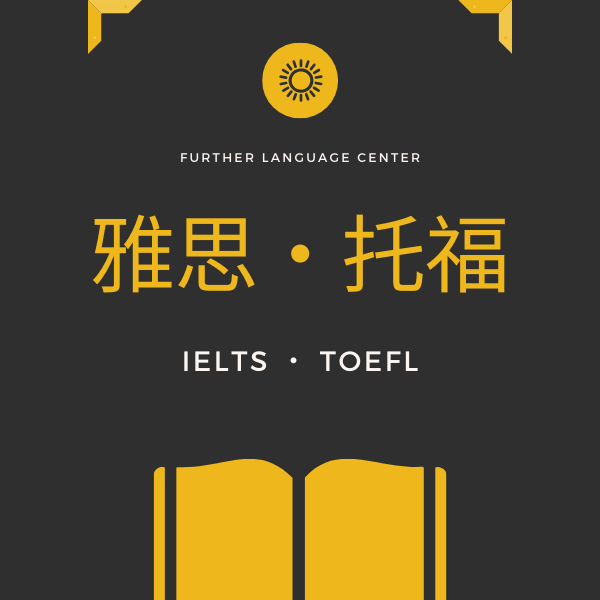 FURTHER LANGUAGE CENTER
雅思・托福
IELTS · TOEFL